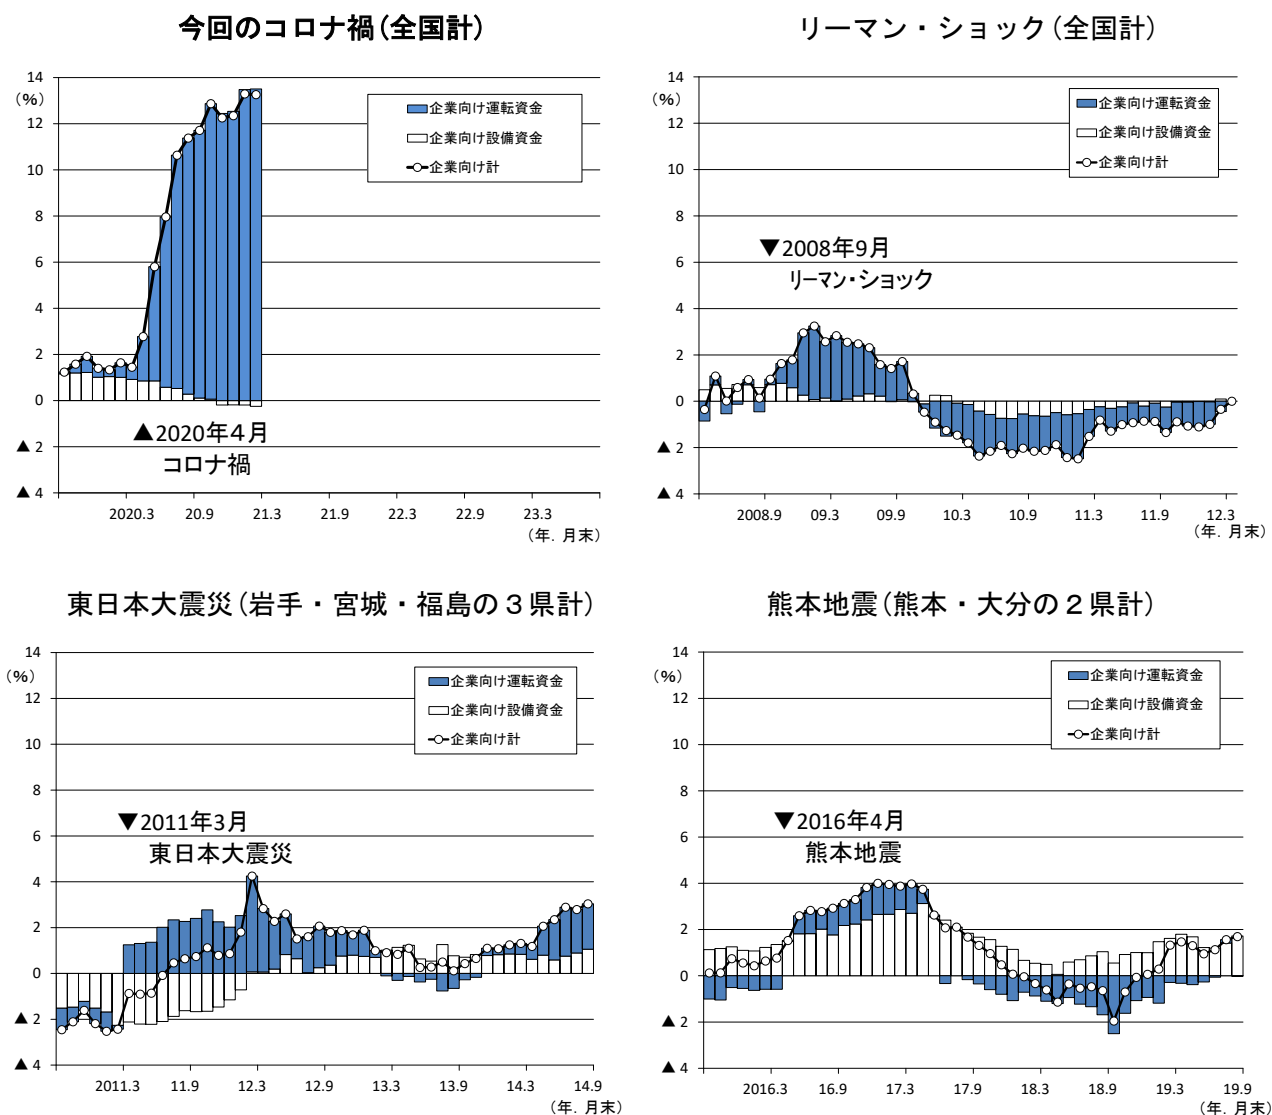 今回のコロナ禍(全国計)
14
(%)
12
10
8
6
4
2
0
▲ 2
▲ 4
企業向け運転資金
企業向け設備資金
企業向け計
▲2020年4月
コロナ禍
2020.3 20.9 21.3 21.9 22.3 22.9 23.3
(年. 月末)
リーマン・ショック(全国計)
14
(%)
12
10
8
6
4
2
0
▲ 2
▲ 4
企業向け運転資金
企業向け設備資金
企業向け計
▼2008年9月
リーマン・ショック
2008.9 09.3 09.9 10.3 10.9 11.3 11.9 12.3
(年. 月末)
東日本大震災(岩手・宮城・福島の3県計)
14
(%)
12
10
8
6
4
2
0
▲ 2
▲ 4
企業向け運転資金
企業向け設備資金
企業向け計
▼2011年3月
東日本大震災
2011.3 11.9 12.3 12.9 13.3 13.9 14.3 14.9
(年. 月末)
熊本地震(熊本・大分の2県計)
14
(%)
12
10
8
6
4
2
0
▲ 2
▲ 4
企業向け運転資金
企業向け設備資金
企業向け計
▼2016年4月
熊本地震
2016.3 16.9 17.3 17.9 18.3 18.9 19.3 19.9
(年. 月末)